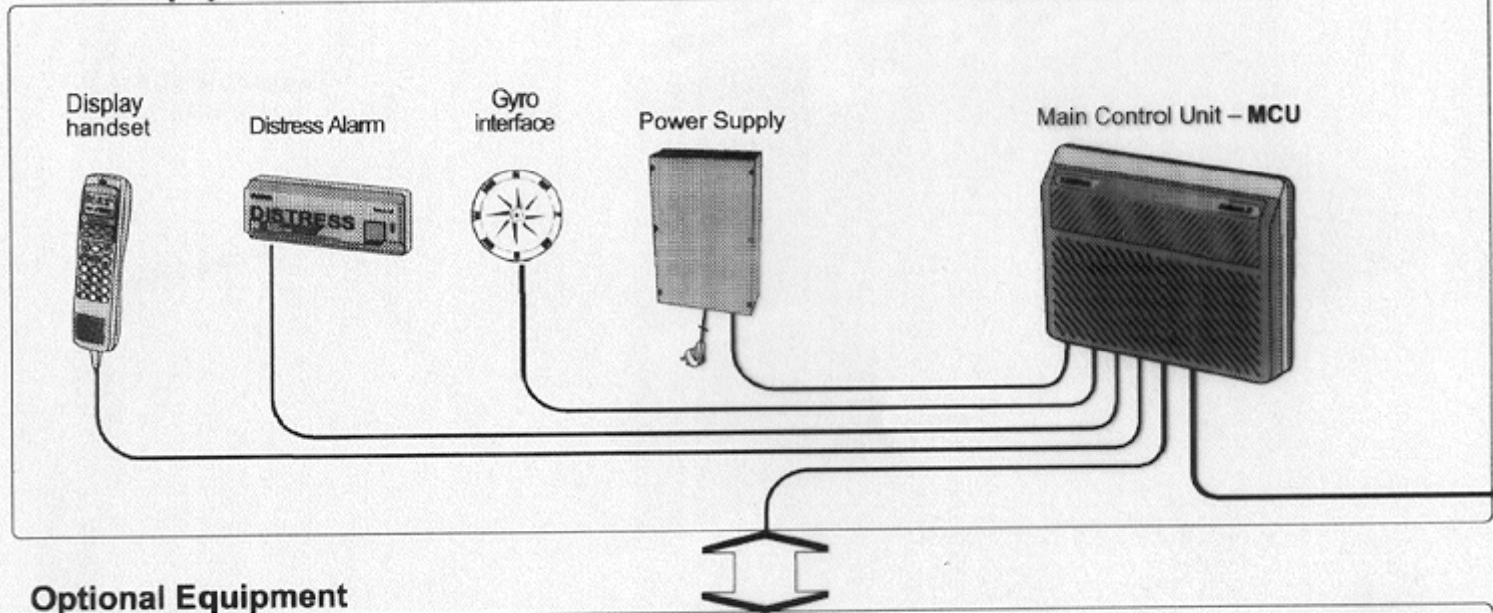 Display
handset
Distress Alarm
Gyro
interface
Power Supply
Main Control Unit – MCU
DISTRESS
Optional Equipment